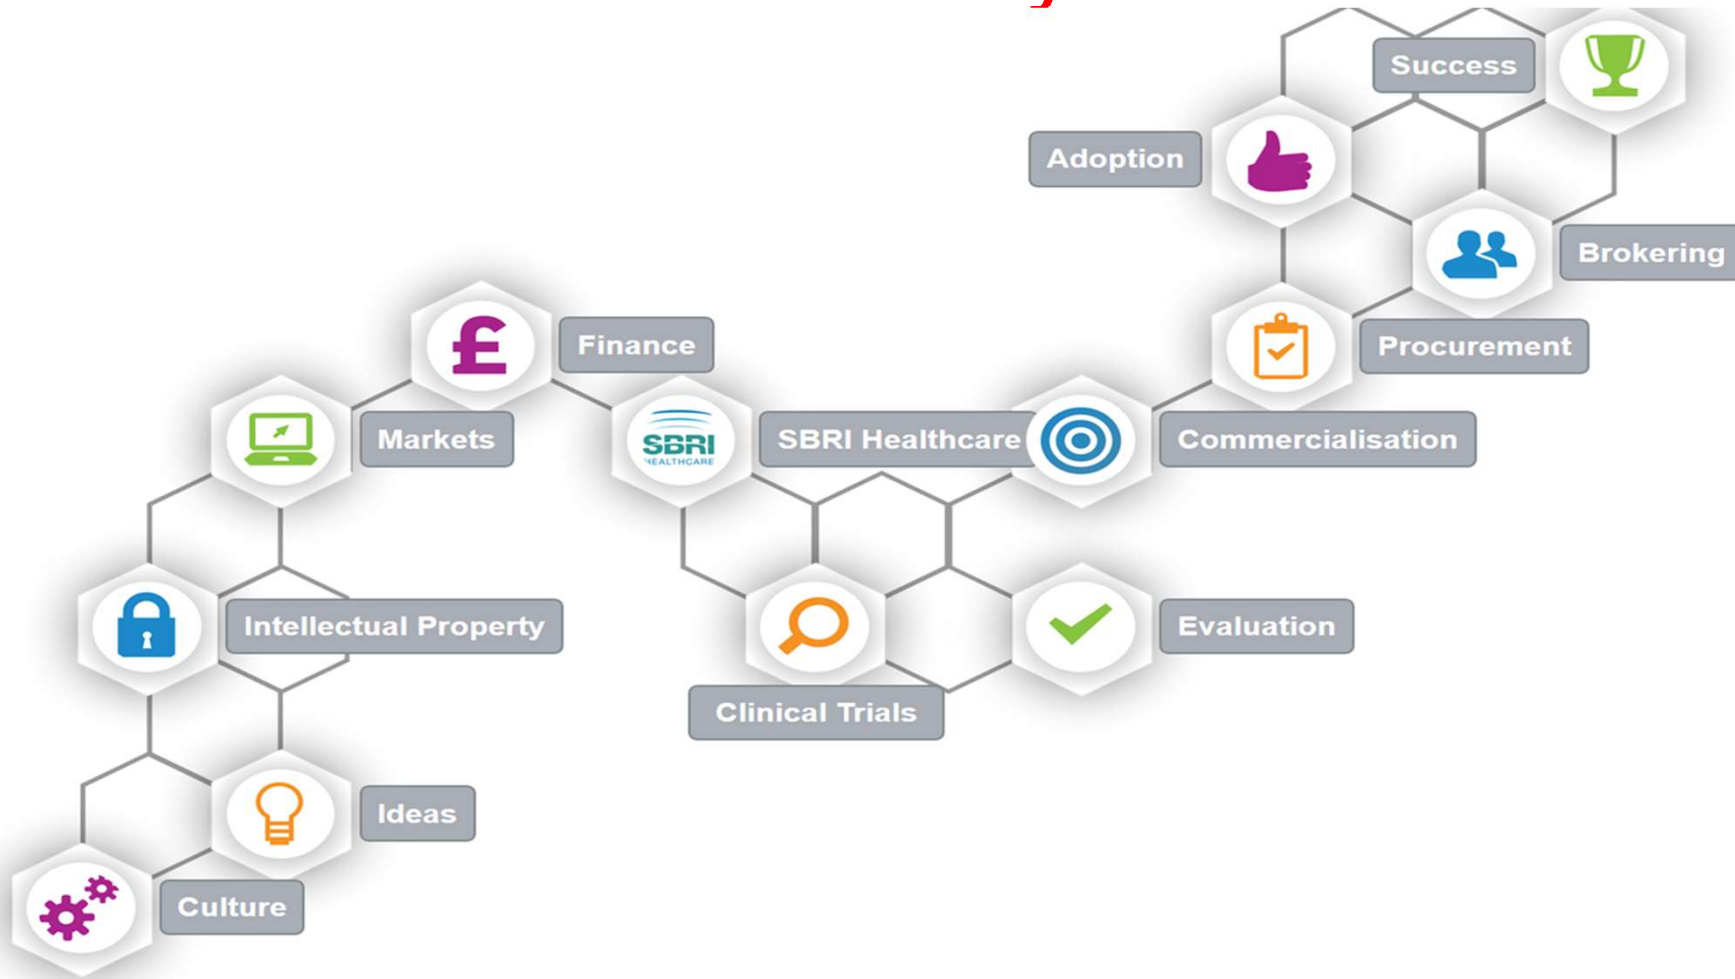 Success
Adoption
Brokering
Finance
Procurement
Markets
SBRI
HEALTHCARE
SBRI Healthcare
Commercialisation
Intellectual Property
Evaluation
Clinical Trials
Ideas
Culture